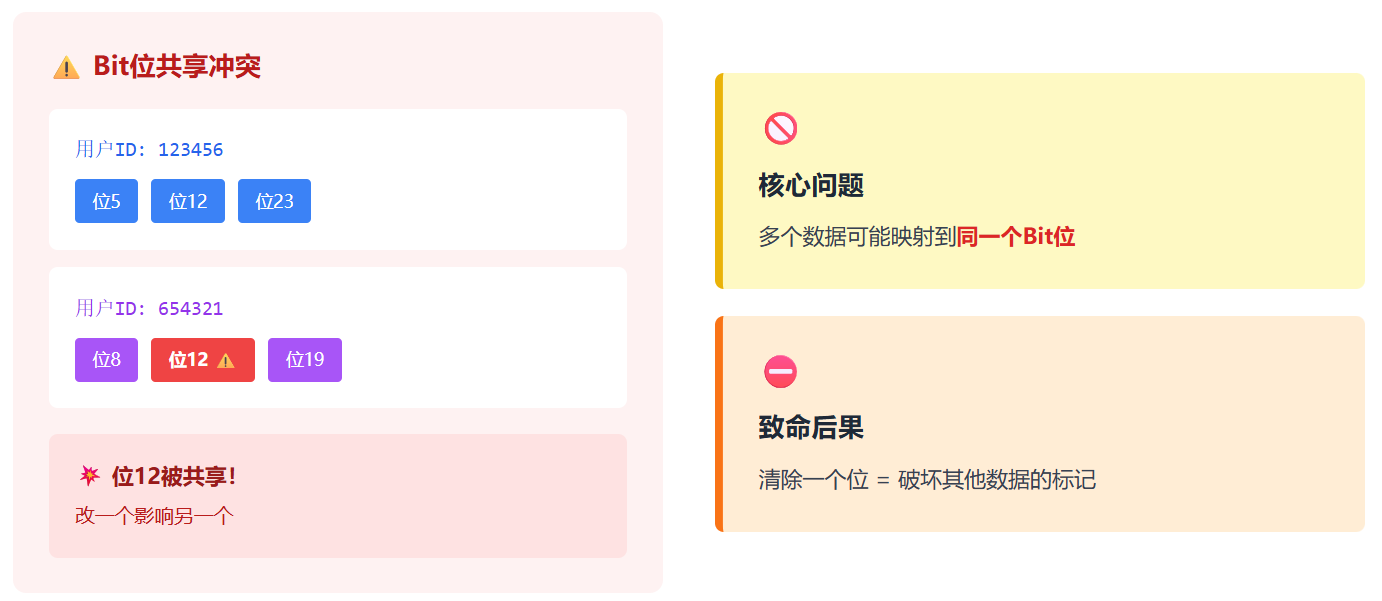 Bit位共享冲突
用户ID: 123456
位5 位12 位23
用户ID: 654321
位8 位12 位19
位12被共享!
改一个影响另一个
核心问题
多个数据可能映射到同一个Bit位
致命后果
清除一个位 = 破坏其他数据的标记